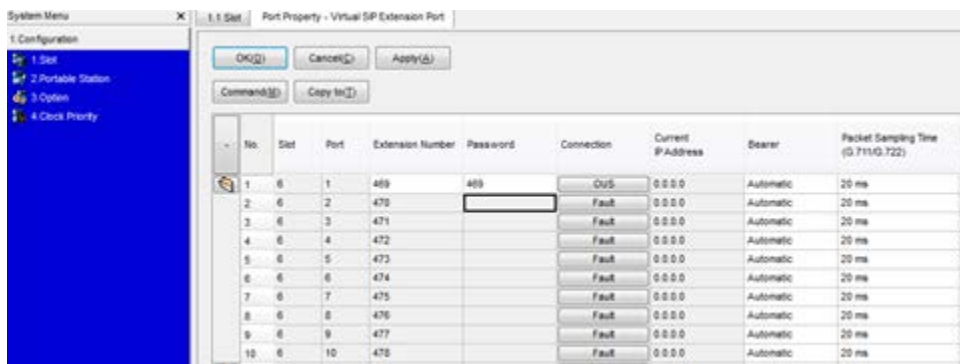 System Menu X 1.1 Slot Port Property - Virtual SIP Extension Port
1.Configuration
1.Slot
2.Portable Station
3.Option
4.Clock Priority
OK(O) Cancel(C) Apply(A)
Command(M) Copy to(T)
- No. Slot Port Extension Number Password Connection Current IP Address Bearer Packet Sampling Time (G.711/G.722)
1 6 1 469 469 OUS 0.0.0.0 Automatic 20 ms
2 6 2 470 Fault 0.0.0.0 Automatic 20 ms
3 6 3 471 Fault 0.0.0.0 Automatic 20 ms
4 6 4 472 Fault 0.0.0.0 Automatic 20 ms
5 6 5 473 Fault 0.0.0.0 Automatic 20 ms
6 6 6 474 Fault 0.0.0.0 Automatic 20 ms
7 6 7 475 Fault 0.0.0.0 Automatic 20 ms
8 6 8 476 Fault 0.0.0.0 Automatic 20 ms
9 6 9 477 Fault 0.0.0.0 Automatic 20 ms
10 6 10 478 Fault 0.0.0.0 Automatic 20 ms